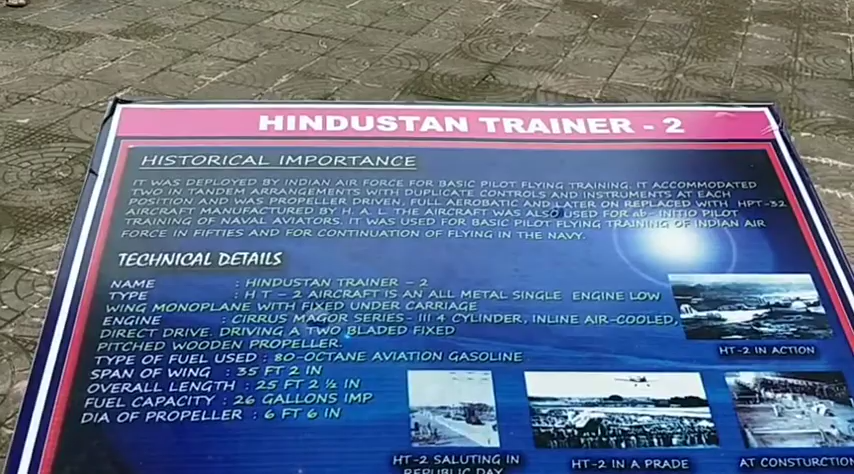 HINDUSTAN TRAINER - 2
HISTORICAL IMPORTANCE
IT WAS DEPLOYED BY INDIAN AIR FORCE FOR BASIC PILOT FLYING TRAINING. IT ACCOMODATED
TWO IN TANDEM ARRANGEMENTS WITH DUPLICATE CONTROLS AND INSTRUMENTS AT EACH
POSITION AND WAS PROPELLER DRIVEN, FULL AEROBATIC AND LATER ON REPLACED WITH HPT-32
AIRCRAFT MANUFACTURED BY H. A. L THE AIRCRAFT WAS ALSO USED FOR ab- INITIO PILOT
TRAINING OF NAVAL AVIATORS. IT WAS USED FOR BASIC PILOT FLYING TRAINING OF INDIAN AIR
FORCE IN FIFTIES AND FOR CONTINUATION OF FLYING IN THE NAVY.
TECHNICAL DETAILS
NAME : HINDUSTAN TRAINER - 2
TYPE : H T - 2 AIRCRAFT IS AN ALL METAL SINGLE ENGINE LOW
WING MONOPLANE WITH FIXED UNDER CARRIAGE
ENGINE : CIRRUS MAGOR SERIES- III 4 CYLINDER, INLINE AIR-COOLED,
DIRECT DRIVE. DRIVING A TWO BLADED FIXED
PITCHED WOODEN PROPELLER.
TYPE OF FUEL USED : 80-OCTANE AVIATION GASOLINE
SPAN OF WING : 35 FT 2 IN
OVERALL LENGTH : 25 FT 2 ½ IN
FUEL CAPACITY : 26 GALLONS IMP
DIA OF PROPELLER : 6 FT 6 IN
HT-2 IN ACTION
HT-2 SALUTING IN
REPUBLIC DAY
HT-2 IN A PRADE
AT CONSTURCTION